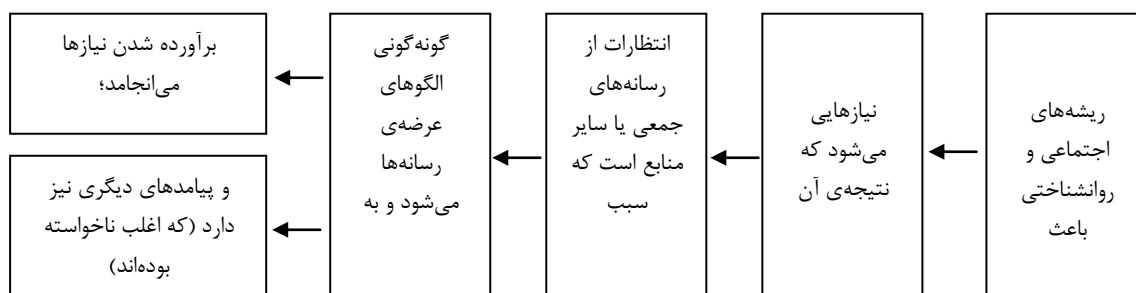 ریشه‌های
اجتماعی و
روانشناختی
باعث
نیازهایی
می‌شود که
نتیجه‌ی آن
انتظارات از
رسانه‌های
جمعی یا سایر
منابع است که
سبب
گونه‌گونی
الگوهای
عرضه‌ی
رسانه‌ها
می‌شود و به
برآورده شدن نیازها
می‌انجامد؛
و پیامدهای دیگری نیز
دارد (که اغلب ناخواسته
بوده‌اند)